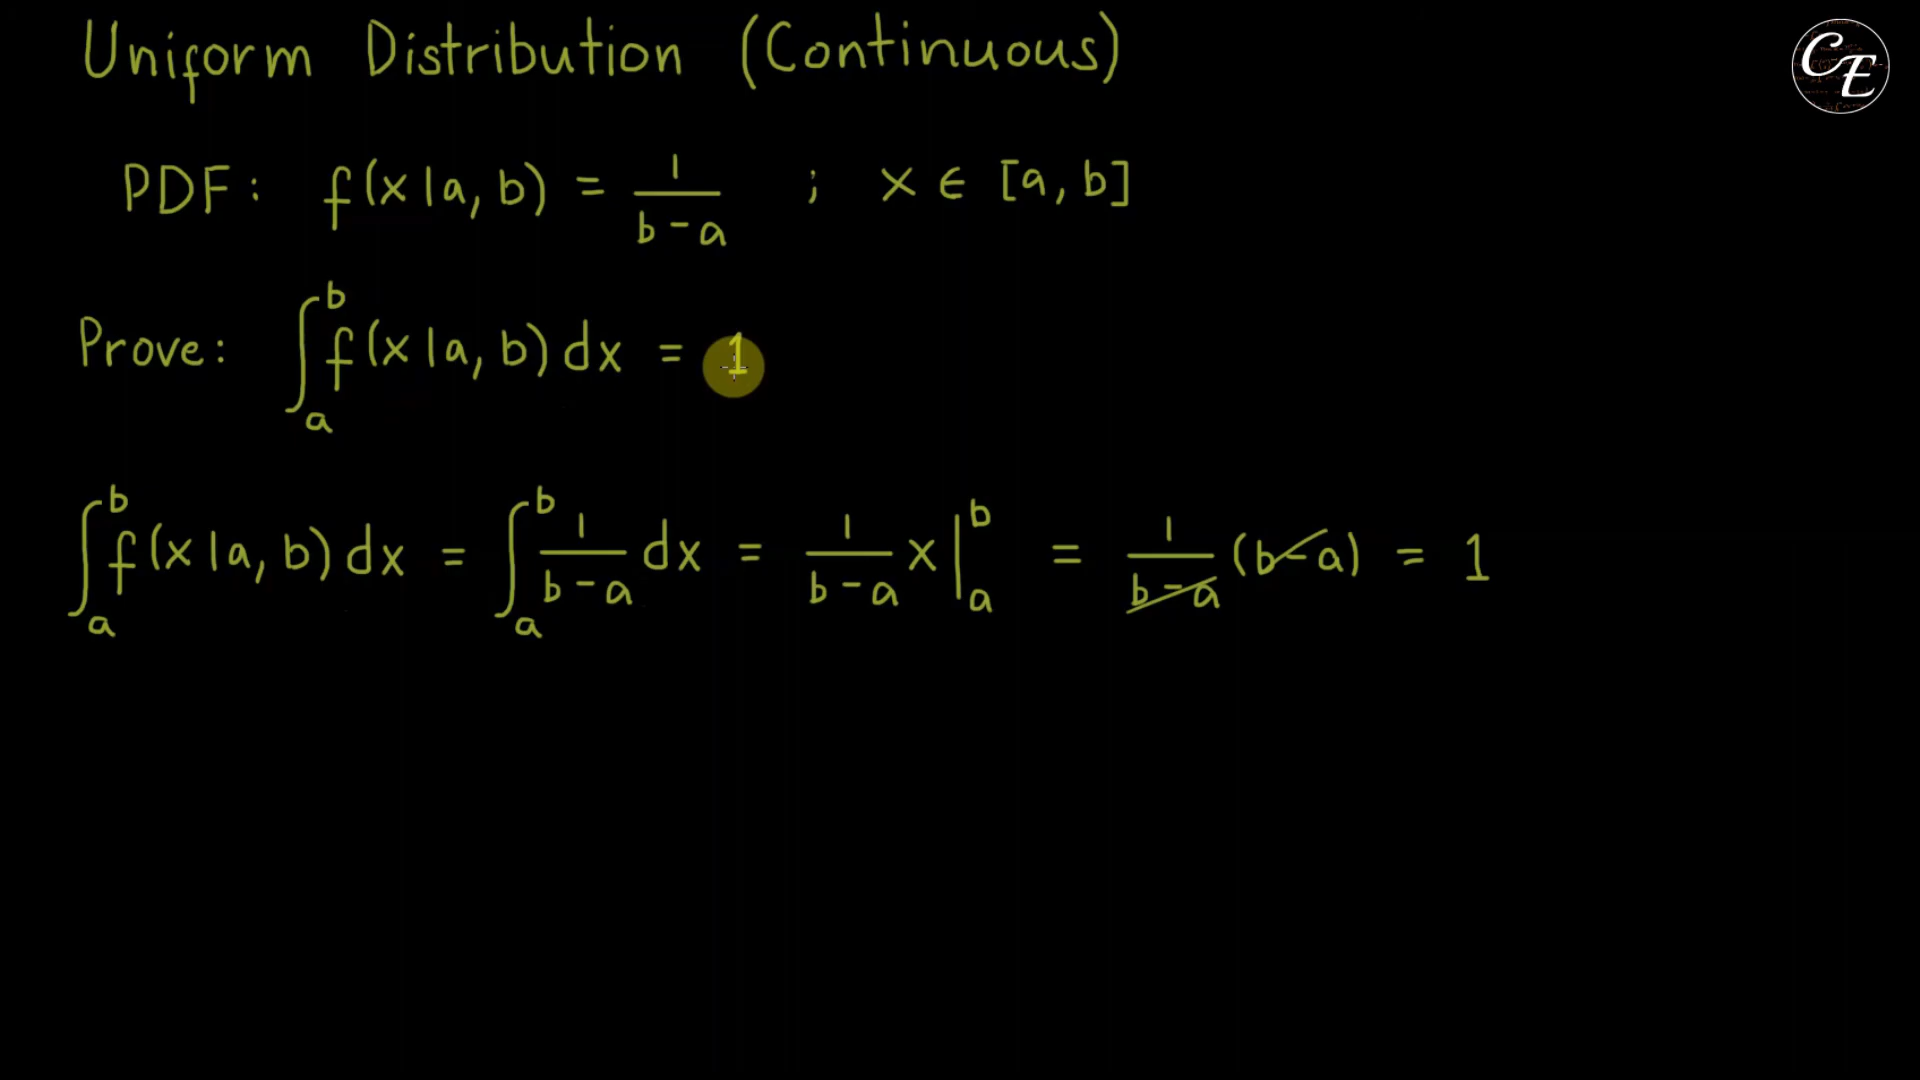 Uniform Distribution (Continuous)
CE
PDF: f(x|a, b) = 1/(b-a) ; x ∈ [a, b]
Prove: ∫_a^b f(x|a, b) dx = 1
∫_a^b f(x|a, b) dx = ∫_a^b 1/(b-a) dx = 1/(b-a) x |_a^b = 1/(b-a) (b-a) = 1